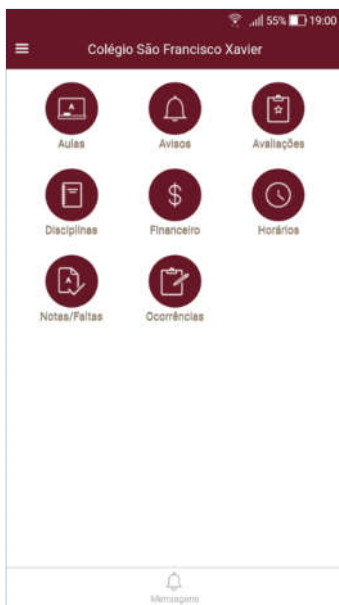 55% 19:00
Colégio São Francisco Xavier
Aulas Avisos Avaliações
Disciplinas Financeiro Horários
Notas/Faltas Ocorrências
Mensagens